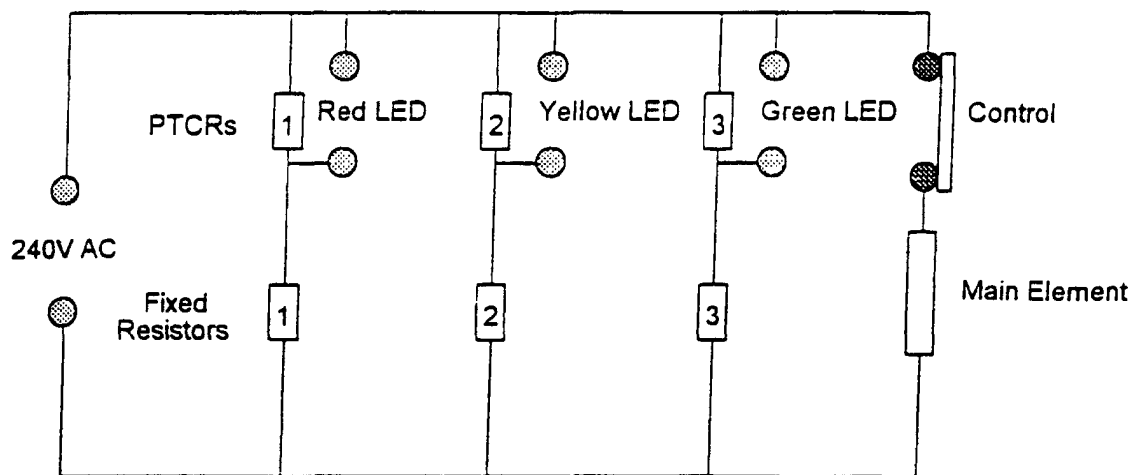 PTCRs
1
Red LED
2
Yellow LED
3
Green LED
Control
240V AC
Fixed
Resistors
1
2
3
Main Element